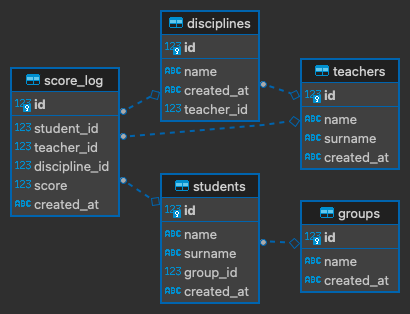 disciplines
123 id
ABC name
ABC created_at
123 teacher_id
score_log
123 id
123 student_id
123 teacher_id
123 discipline_id
123 score
ABC created_at
teachers
123 id
ABC name
ABC surname
ABC created_at
students
123 id
ABC name
ABC surname
123 group_id
ABC created_at
groups
123 id
ABC name
ABC created_at